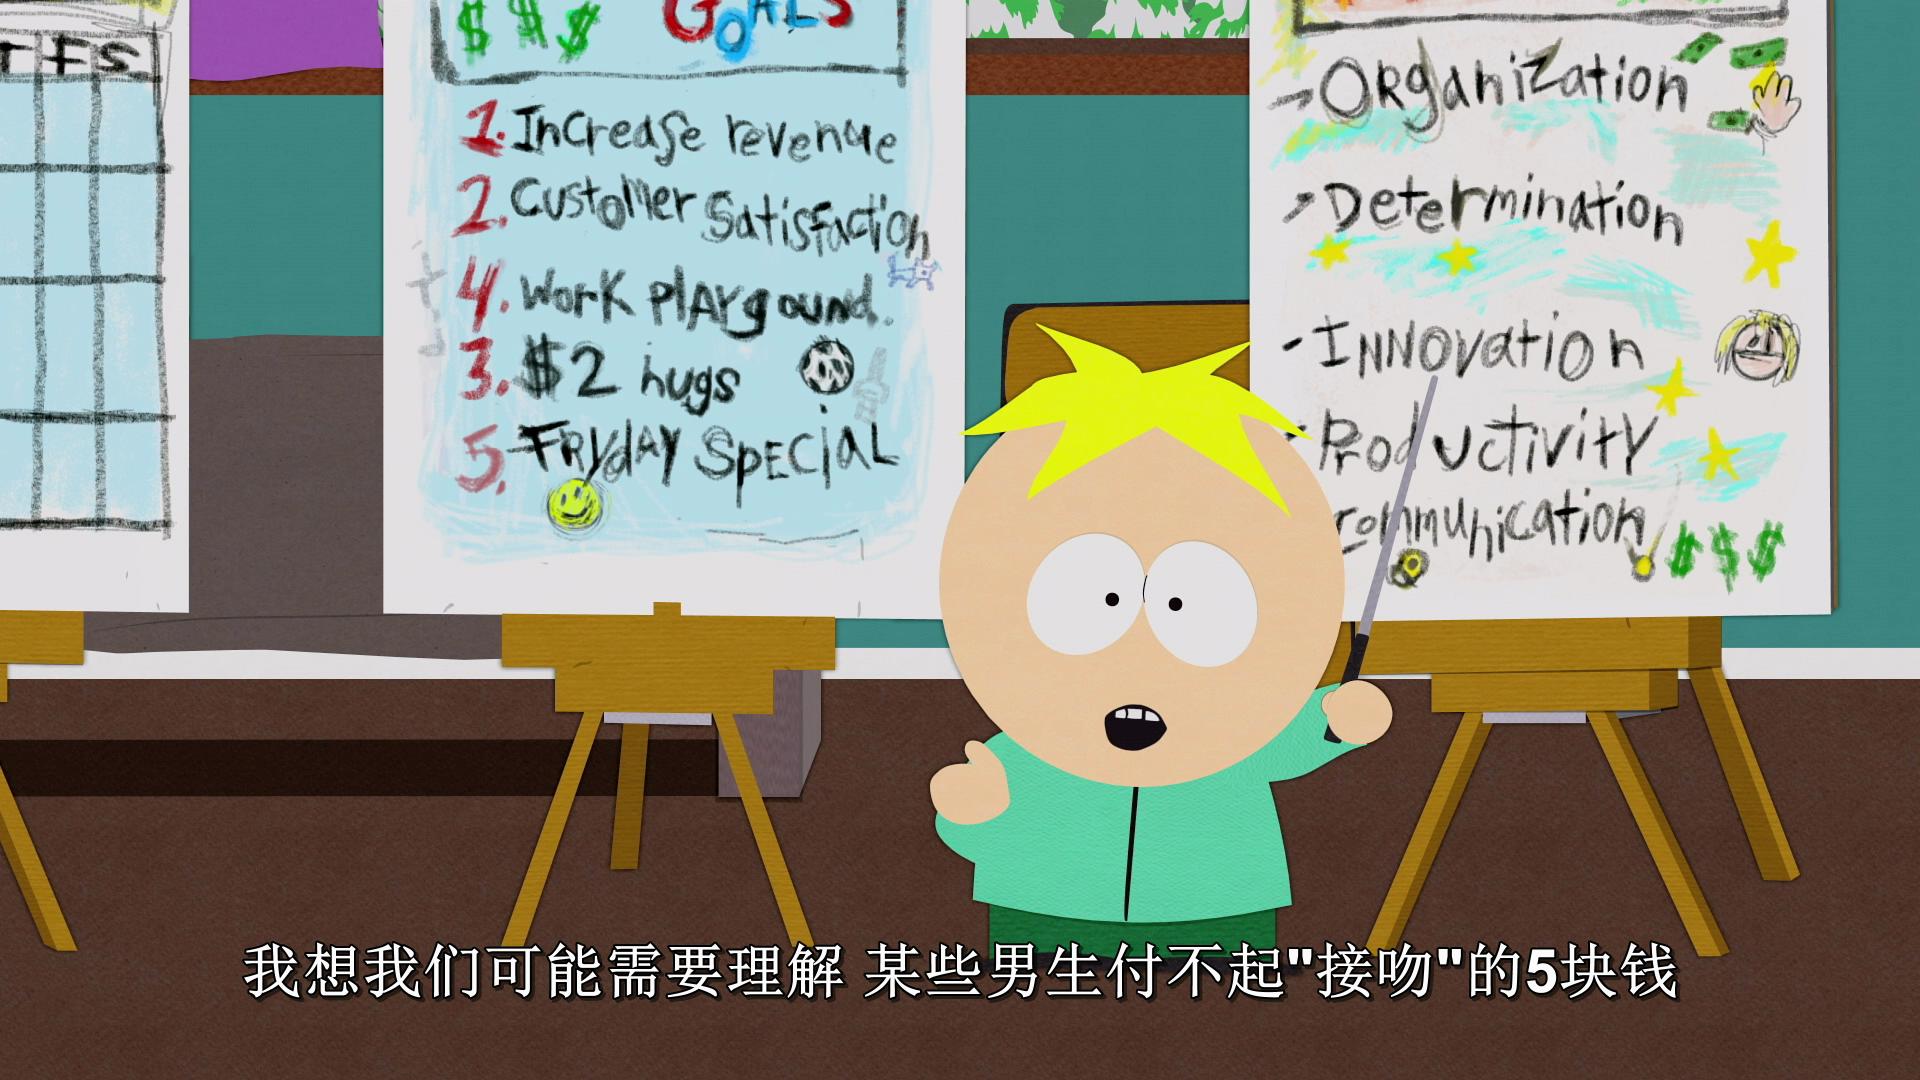 IFS
$ $ $ GOALS
1. Increase revenue
2. Customer Satisfaction
4. Work PlAygound.
3. $2 hugs
5. FRYdAY SpECiAL
- ORganiZation
- Determination
- INNOvatioN
- Productivity
communication
$ $ $
我想我们可能需要理解 某些男生付不起"接吻"的5块钱